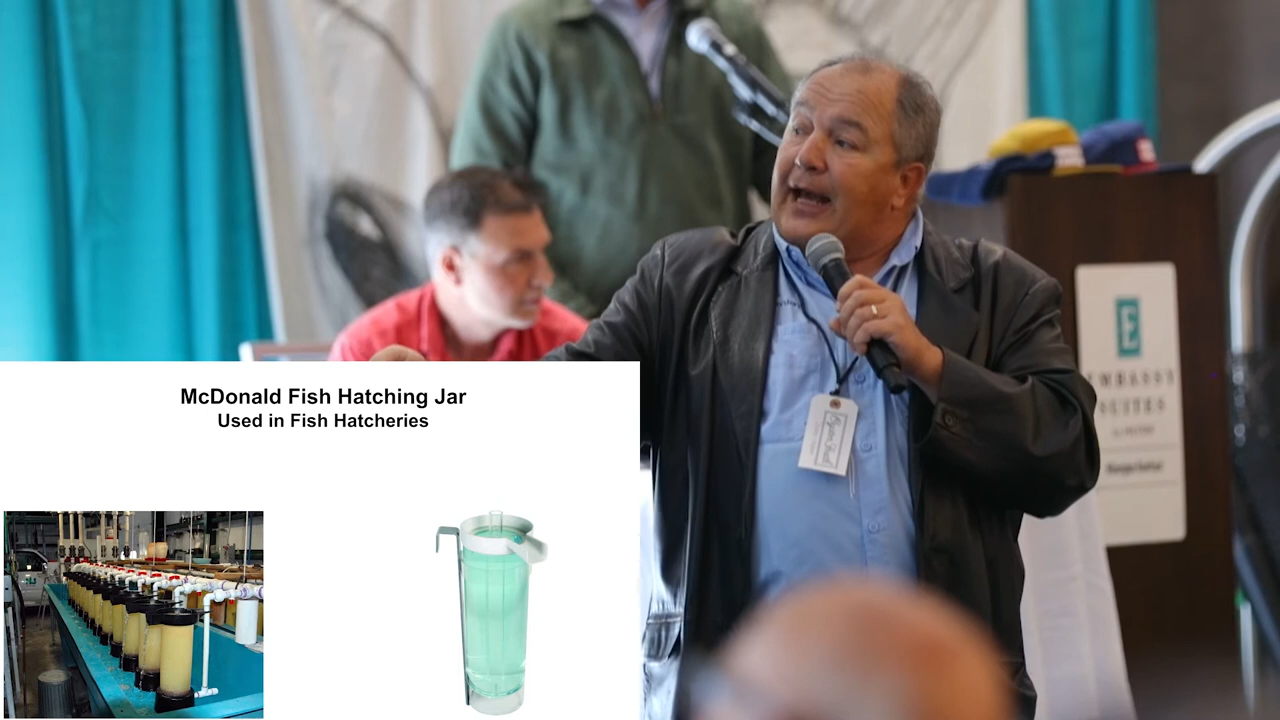 McDonald Fish Hatching Jar
Used in Fish Hatcheries
E
EMBASSY
SUITES